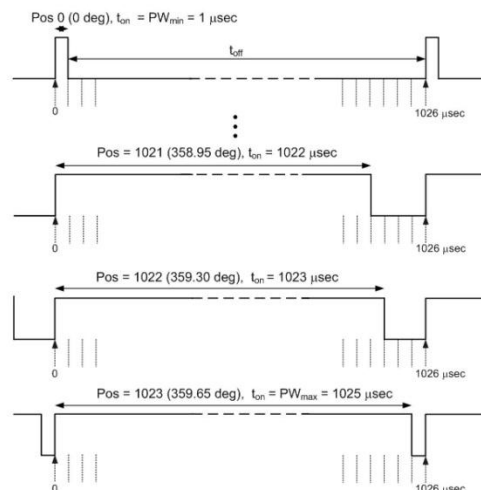 Pos 0 (0 deg), ton = PWmin = 1 μsec
toff
0
1026 μsec
Pos = 1021 (358.95 deg), ton = 1022 μsec
0
1026 μsec
Pos = 1022 (359.30 deg), ton = 1023 μsec
0
1026 μsec
Pos = 1023 (359.65 deg), ton = PWmax = 1025 μsec
0
1026 μsec